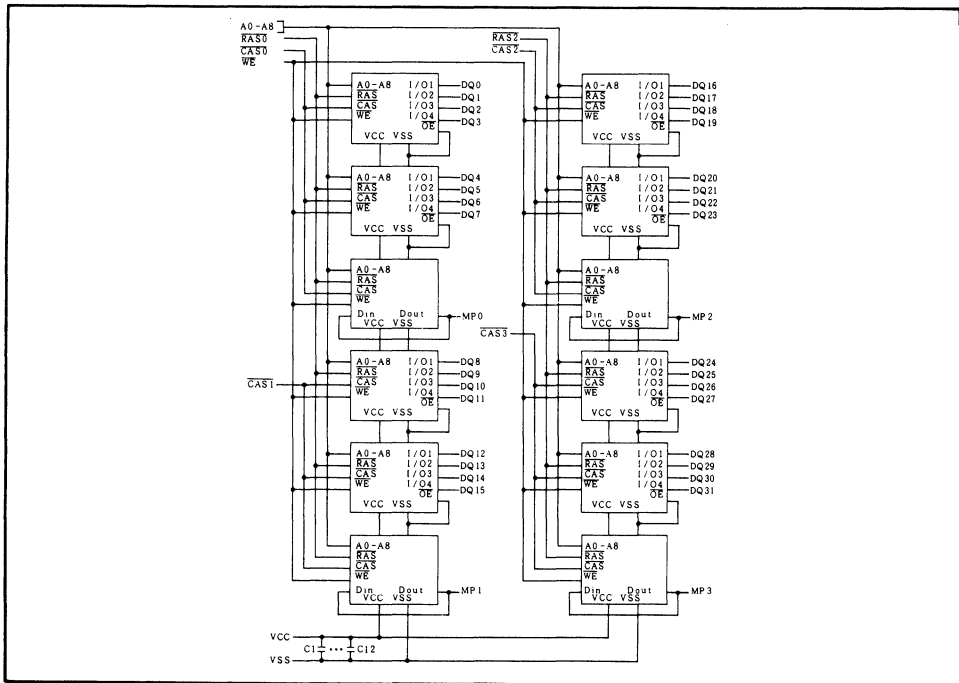 A0-A8
RAS0
CAS0
WE
RAS2
CAS2
A0-A8 I/O1 DQ0
RAS I/O2 DQ1
CAS I/O3 DQ2
WE I/O4 DQ3
OE
VCC VSS
A0-A8 I/O1 DQ16
RAS I/O2 DQ17
CAS I/O3 DQ18
WE I/O4 DQ19
OE
VCC VSS
A0-A8 I/O1 DQ4
RAS I/O2 DQ5
CAS I/O3 DQ6
WE I/O4 DQ7
OE
VCC VSS
A0-A8 I/O1 DQ20
RAS I/O2 DQ21
CAS I/O3 DQ22
WE I/O4 DQ23
OE
VCC VSS
A0-A8
RAS
CAS
WE
Din Dout MP0
VCC VSS
A0-A8
RAS
CAS
WE
Din Dout MP2
VCC VSS
CAS3
CAS1
A0-A8 I/O1 DQ8
RAS I/O2 DQ9
CAS I/O3 DQ10
WE I/O4 DQ11
OE
VCC VSS
A0-A8 I/O1 DQ24
RAS I/O2 DQ25
CAS I/O3 DQ26
WE I/O4 DQ27
OE
VCC VSS
A0-A8 I/O1 DQ12
RAS I/O2 DQ13
CAS I/O3 DQ14
WE I/O4 DQ15
OE
VCC VSS
A0-A8 I/O1 DQ28
RAS I/O2 DQ29
CAS I/O3 DQ30
WE I/O4 DQ31
OE
VCC VSS
A0-A8
RAS
CAS
WE
Din Dout MP1
VCC VSS
A0-A8
RAS
CAS
WE
Din Dout MP3
VCC VSS
VCC
C1 ••• C12
VSS